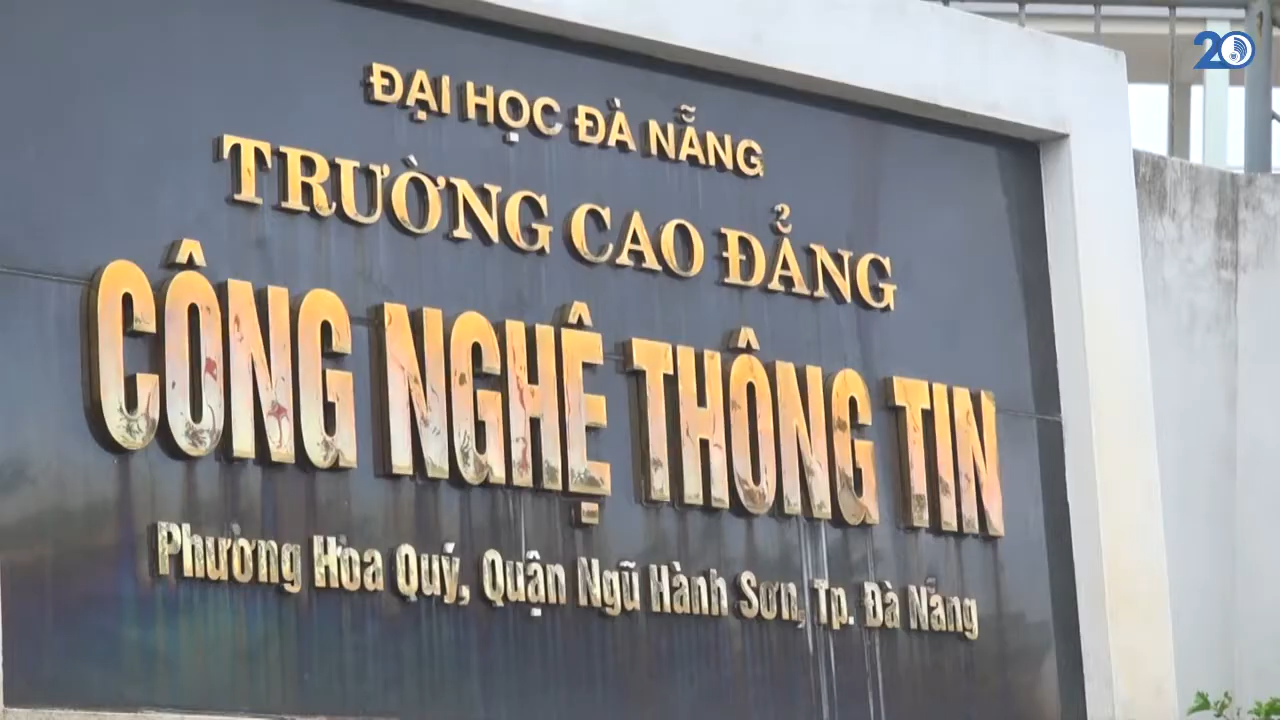 20
ĐẠI HỌC ĐÀ NẴNG
TRƯỜNG CAO ĐẲNG
CÔNG NGHỆ THÔNG TIN
Phường Hòa Quý, Quận Ngũ Hành Sơn, Tp. Đà Nẵng